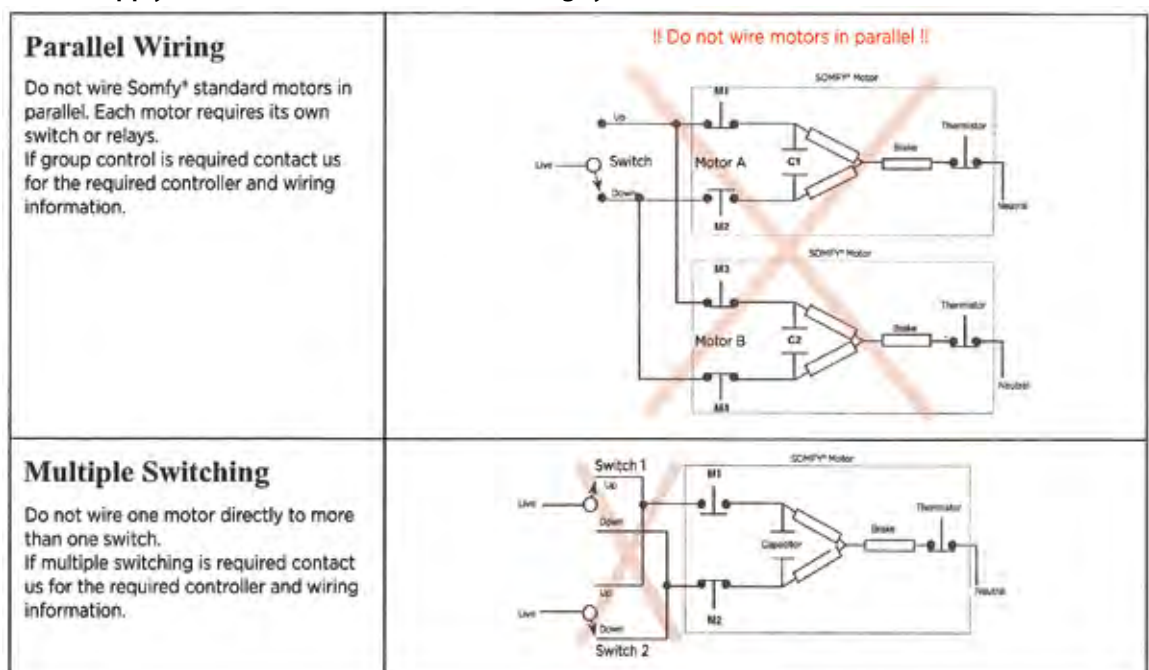 Parallel Wiring
Do not wire Somfy® standard motors in
parallel. Each motor requires its own
switch or relays.
If group control is required contact us
for the required controller and wiring
information.
!! Do not wire motors in parallel !!
SOMFY® Motor
M1
Up
Thermistor
Brake
Live
Switch
Motor A
C1
Down
M2
Neutral
SOMFY® Motor
M3
Thermistor
Brake
Motor B
C2
Neutral
Multiple Switching
Do not wire one motor directly to more
than one switch.
If multiple switching is required contact
us for the required controller and wiring
information.
SOMFY® Motor
Switch 1
Up
M1
Live
Thermistor
Down
Brake
Capacitor
Up
Neutral
Live
Down
M2
Switch 2